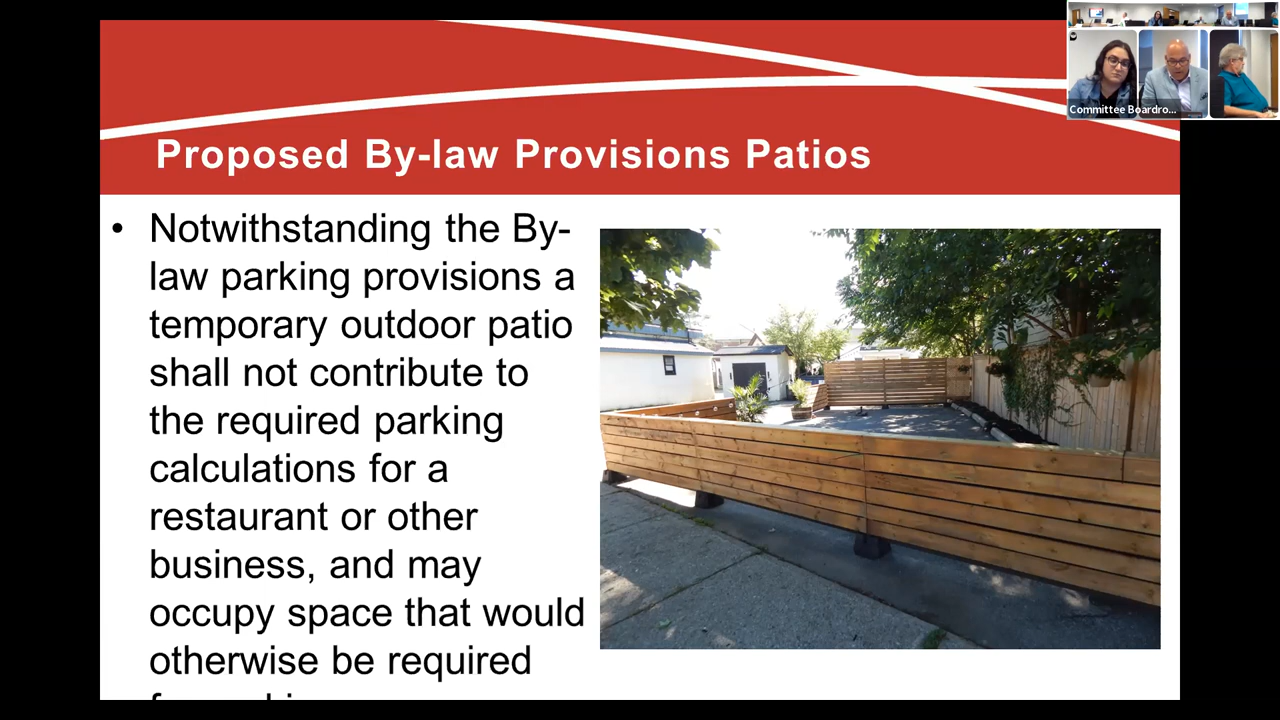 Committee Boardro...
Proposed By-law Provisions Patios
• Notwithstanding the By-
law parking provisions a
temporary outdoor patio
shall not contribute to
the required parking
calculations for a
restaurant or other
business, and may
occupy space that would
otherwise be required